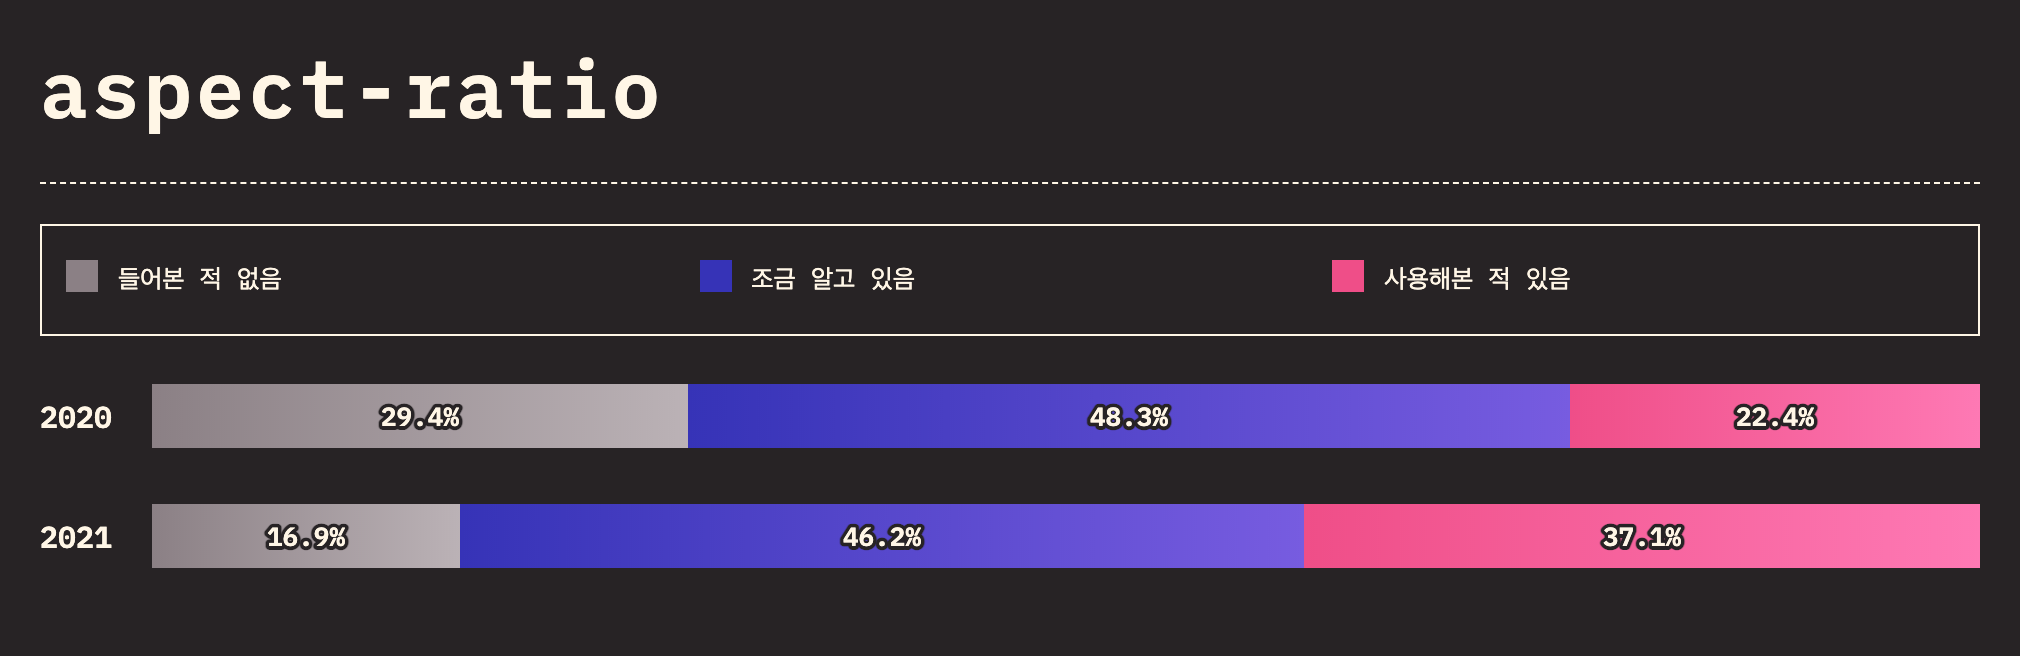 aspect-ratio
들어본 적 없음 조금 알고 있음 사용해본 적 있음
2020 29.4% 48.3% 22.4%
2021 16.9% 46.2% 37.1%